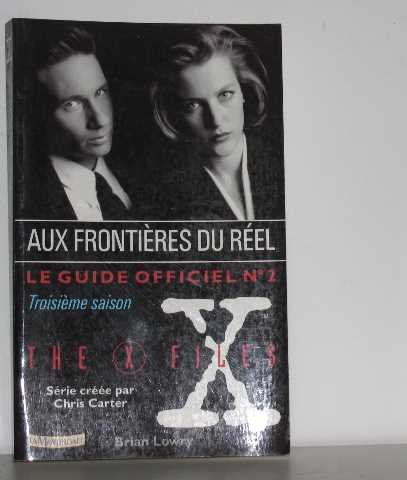 AUX FRONTIÈRES DU RÉEL
LE GUIDE OFFICIEL N°2
Troisième saison
X
THE X FILES
Série créée par
Chris Carter
Brian Lowry